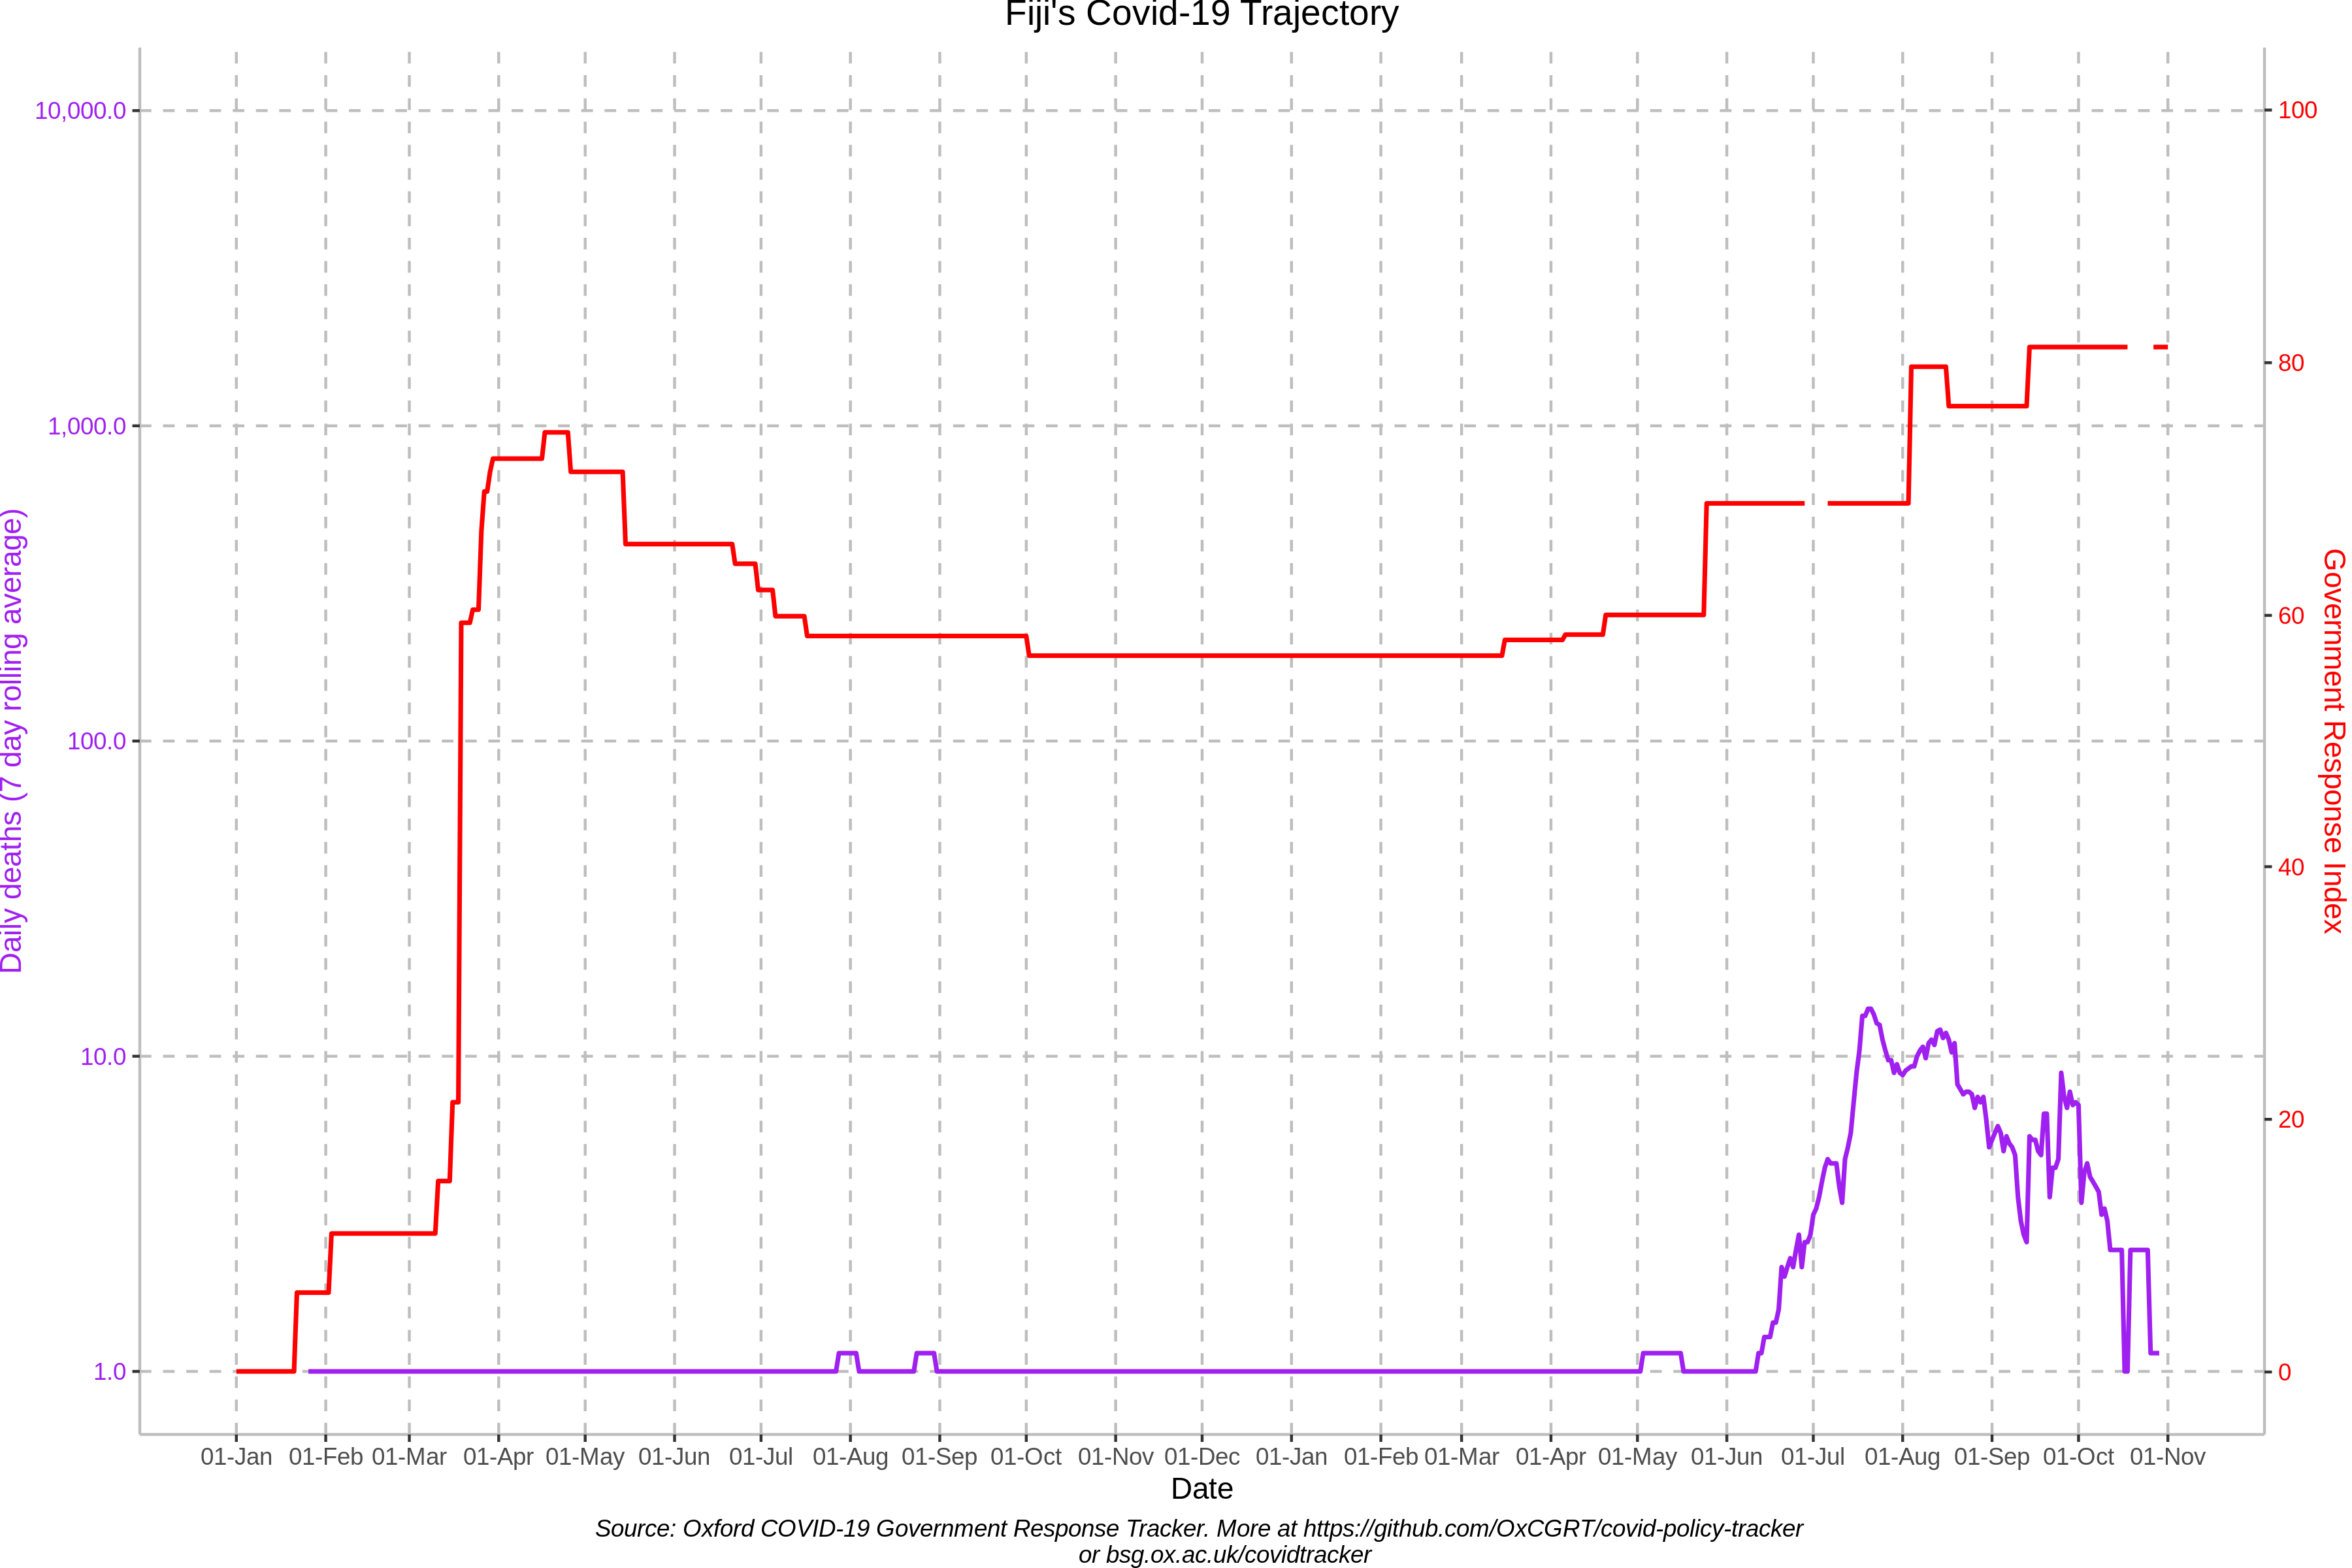 Fiji's Covid-19 Trajectory
10,000.0
1,000.0
100.0
10.0
1.0
Daily deaths (7 day rolling average)
100
80
60
40
20
0
Government Response Index
01-Jan 01-Feb 01-Mar 01-Apr 01-May 01-Jun 01-Jul 01-Aug 01-Sep 01-Oct 01-Nov 01-Dec 01-Jan 01-Feb 01-Mar 01-Apr 01-May 01-Jun 01-Jul 01-Aug 01-Sep 01-Oct 01-Nov
Date
Source: Oxford COVID-19 Government Response Tracker. More at https://github.com/OxCGRT/covid-policy-tracker
or bsg.ox.ac.uk/covidtracker